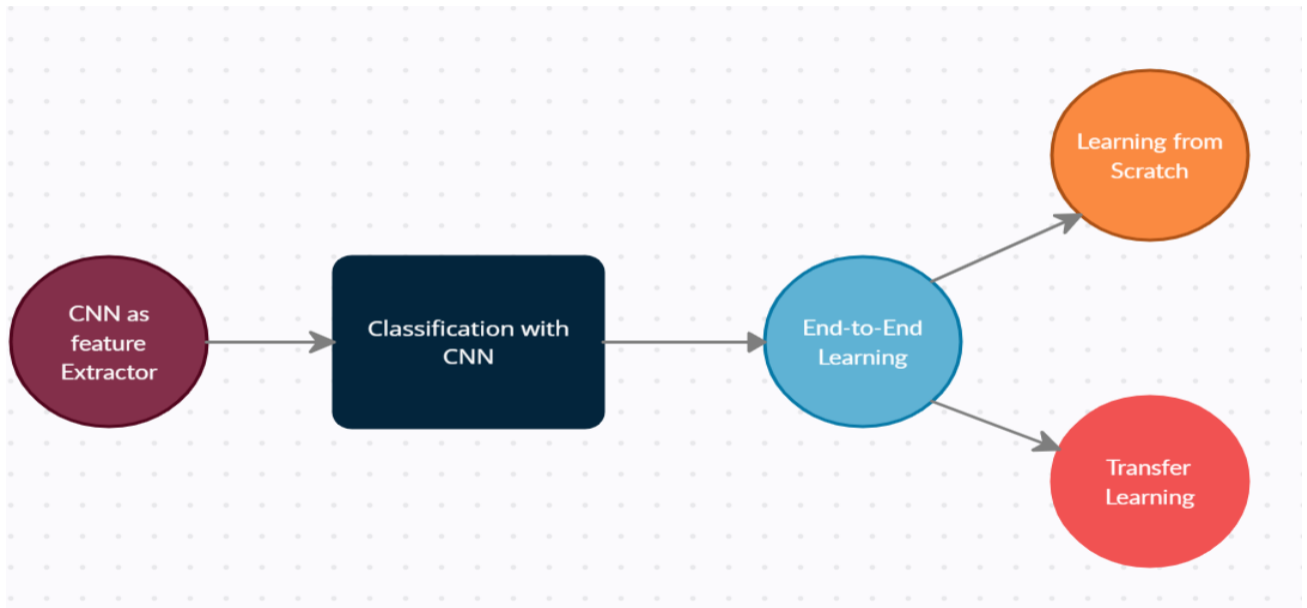 CNN as
feature
Extractor
Classification with
CNN
End-to-End
Learning
Learning from
Scratch
Transfer
Learning